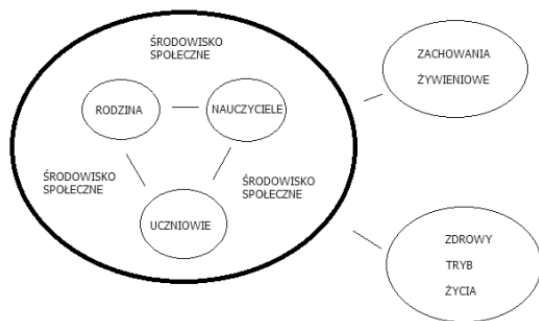 ŚRODOWISKO
SPOŁECZNE
RODZINA
NAUCZYCIELE
ŚRODOWISKO
SPOŁECZNE
ŚRODOWISKO
SPOŁECZNE
UCZNIOWIE
ZACHOWANIA
ŻYWIENIOWE
ZDROWY
TRYB
ŻYCIA